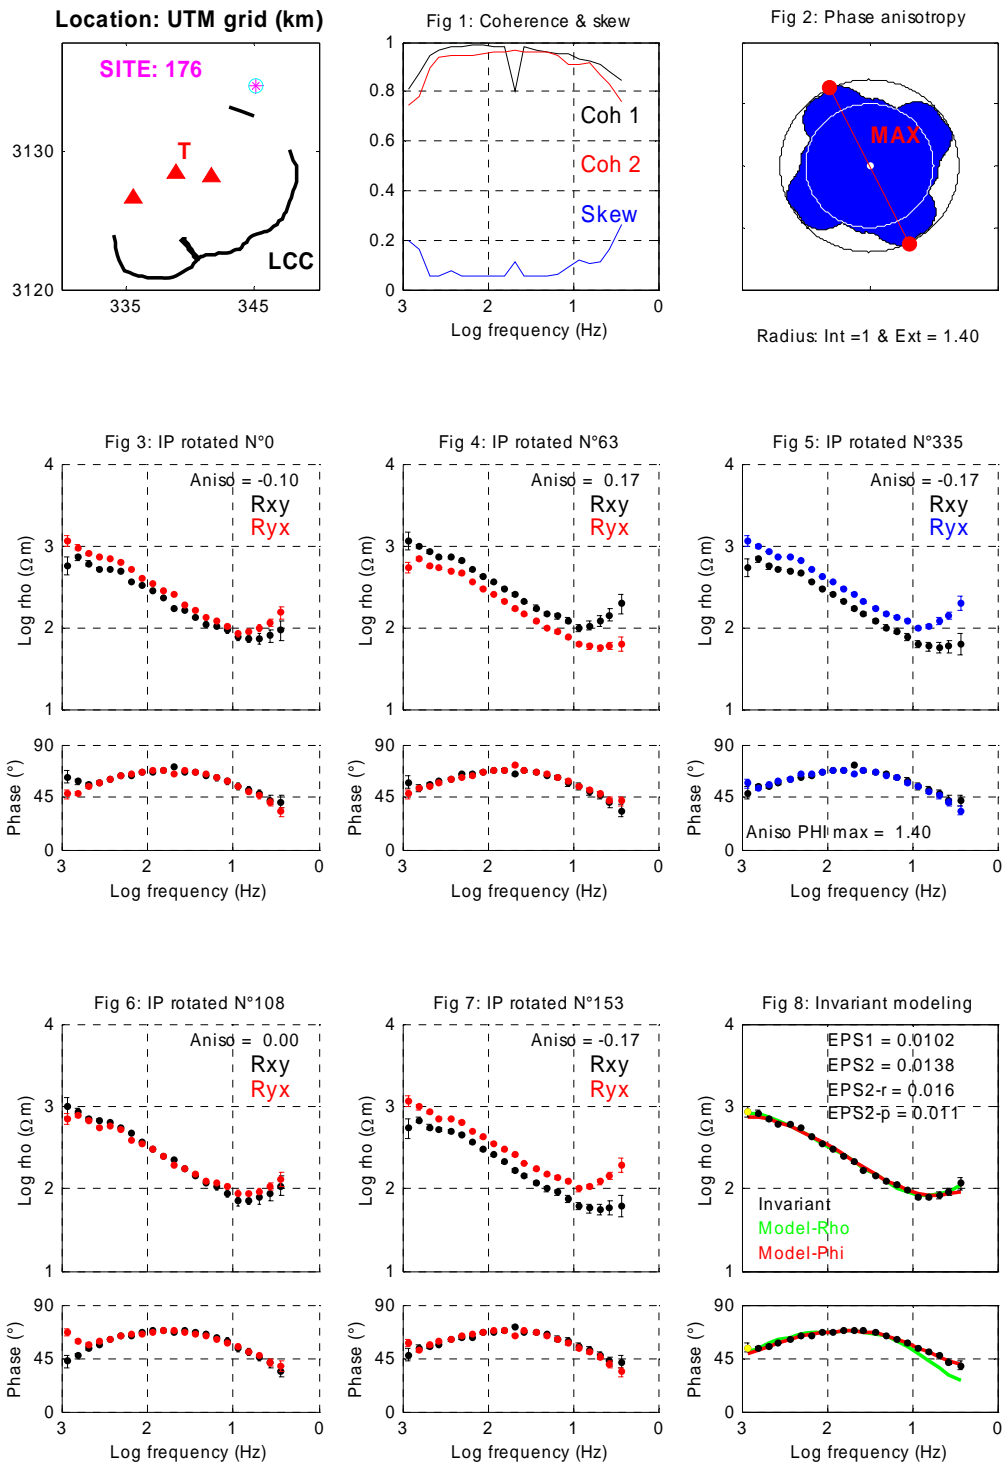 Location: UTM grid (km)
SITE: 176
T
LCC
3130
3120
335
345
Fig 1: Coherence & skew
1
0.8
0.6
0.4
0.2
0
Coh 1
Coh 2
Skew
3
2
1
0
Log frequency (Hz)
Fig 2: Phase anisotropy
MAX
Radius: Int =1 & Ext = 1.40
Fig 3: IP rotated N°0
Aniso = -0.10
Rxy
Ryx
4
3
2
1
Log rho (Ωm)
90
45
0
Phase (°)
3
2
1
0
Log frequency (Hz)
Fig 4: IP rotated N°63
Aniso = 0.17
Rxy
Ryx
4
3
2
1
Log rho (Ωm)
90
45
0
Phase (°)
3
2
1
0
Log frequency (Hz)
Fig 5: IP rotated N°335
Aniso = -0.17
Rxy
Ryx
4
3
2
1
Log rho (Ωm)
90
45
0
Phase (°)
Aniso PHI max = 1.40
3
2
1
0
Log frequency (Hz)
Fig 6: IP rotated N°108
Aniso = 0.00
Rxy
Ryx
4
3
2
1
Log rho (Ωm)
90
45
0
Phase (°)
3
2
1
0
Log frequency (Hz)
Fig 7: IP rotated N°153
Aniso = -0.17
Rxy
Ryx
4
3
2
1
Log rho (Ωm)
90
45
0
Phase (°)
3
2
1
0
Log frequency (Hz)
Fig 8: Invariant modeling
EPS1 = 0.0102
EPS2 = 0.0138
EPS2-r = 0.016
EPS2-p = 0.011
4
3
2
1
Log rho (Ωm)
Invariant
Model-Rho
Model-Phi
90
45
0
Phase (°)
3
2
1
0
Log frequency (Hz)